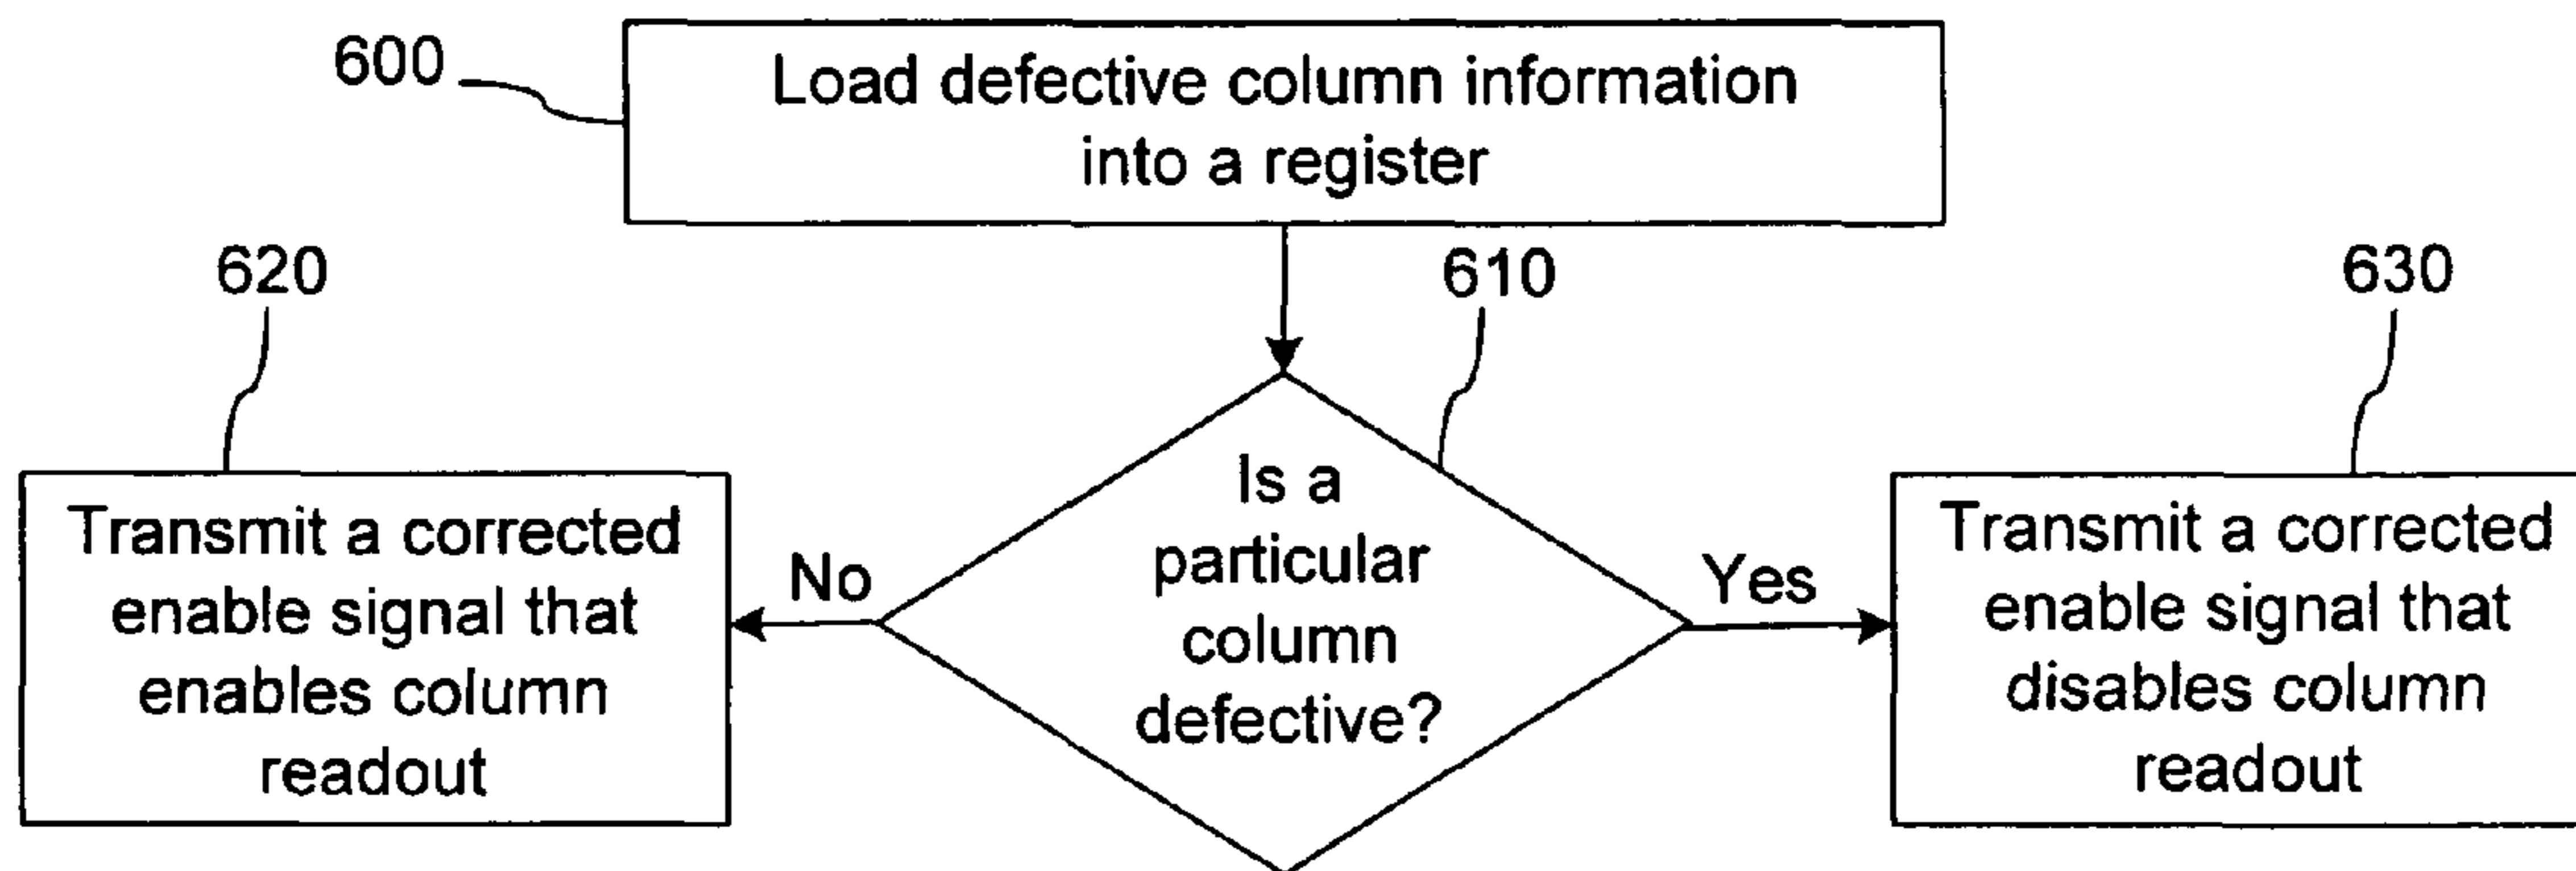 600
Load defective column information
into a register
620
610
630
Is a
particular
column
defective?
No
Yes
Transmit a corrected
enable signal that
enables column
readout
Transmit a corrected
enable signal that
disables column
readout